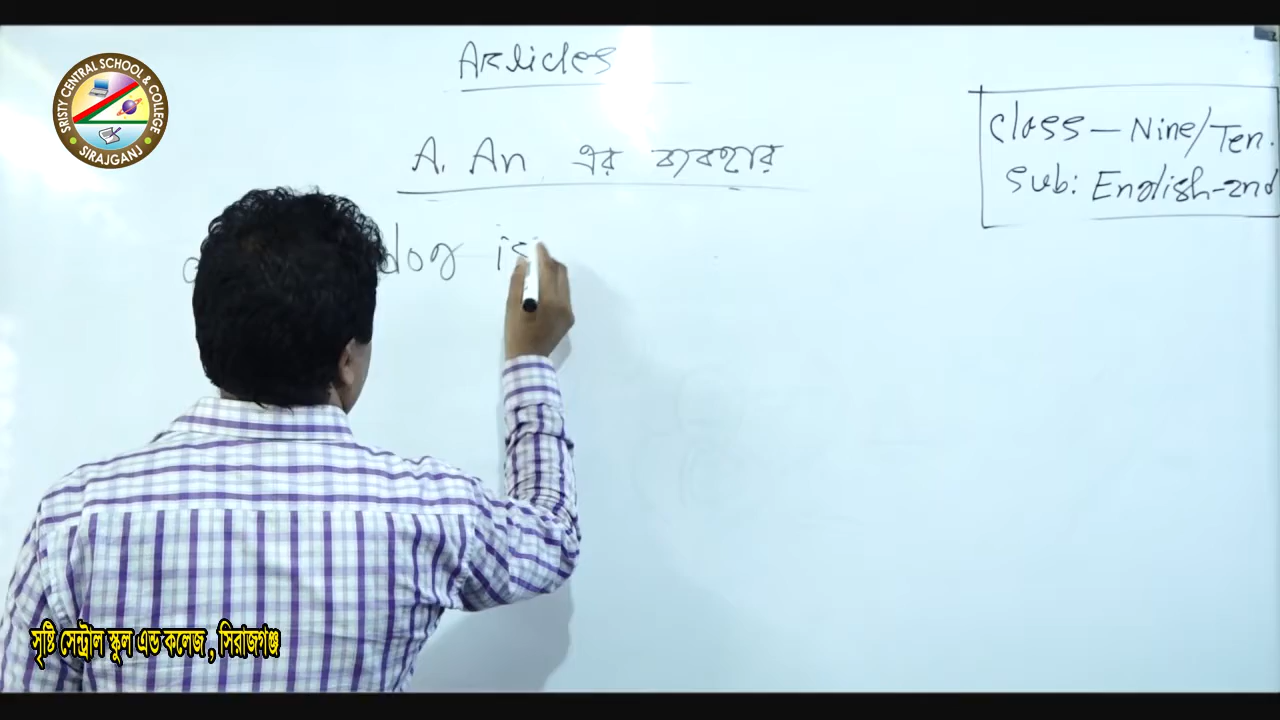 SRISTY CENTRAL SCHOOL & COLLEGE
SIRAJGANJ
Articles
A. An এর ব্যবহার
Class – Nine/Ten.
Sub: English-2nd
dog is
সৃষ্টি সেন্ট্রাল স্কুল এন্ড কলেজ , সিরাজগঞ্জ